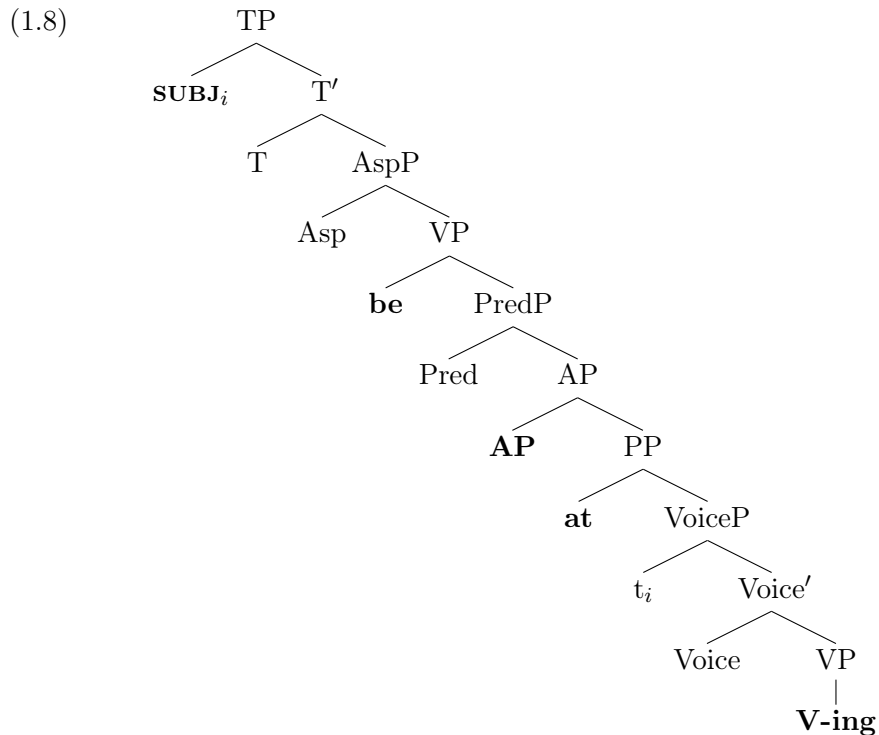 (1.8) TP
SUBJi T′
T AspP
Asp VP
be PredP
Pred AP
AP PP
at VoiceP
ti Voice′
Voice VP
V-ing